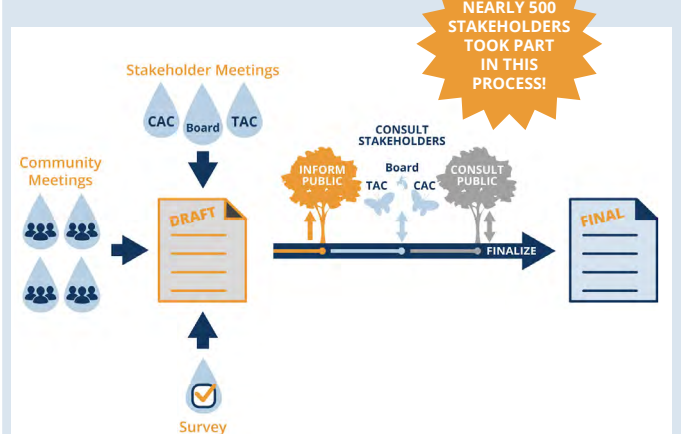 NEARLY 500
STAKEHOLDERS
TOOK PART
IN THIS
PROCESS!
Stakeholder Meetings
CAC
Board
TAC
Community
Meetings
DRAFT
INFORM
PUBLIC
CONSULT
STAKEHOLDERS
Board
TAC
CAC
CONSULT
PUBLIC
FINALIZE
FINAL
Survey